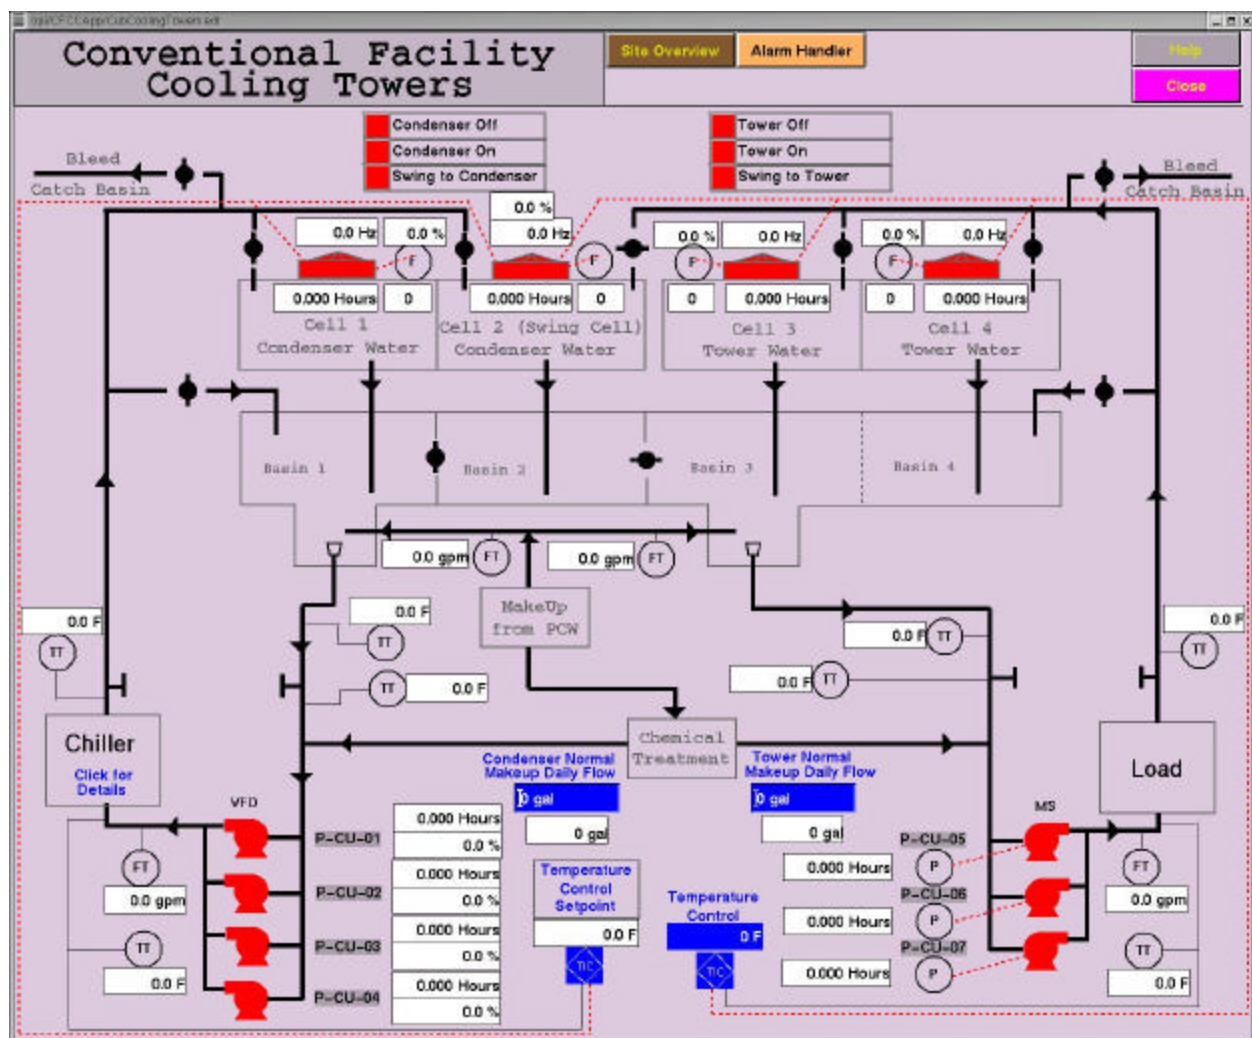 Conventional Facility
Cooling Towers
Site Overview
Alarm Handler
Help
Close
Condenser Off
Condenser On
Swing to Condenser
Tower Off
Tower On
Swing to Tower
Bleed
Catch Basin
Bleed
Catch Basin
0.0 %
0.0 Hz
0.0 %
0.0 Hz
0.0 %
0.0 Hz
0.0 %
0.0 Hz
F
F
P
F
0.000 Hours
0
0.000 Hours
0
0
0.000 Hours
0
0.000 Hours
Cell 1
Condenser Water
Cell 2 (Swing Cell)
Condenser Water
Cell 3
Tower Water
Cell 4
Tower Water
Basin 1
Basin 2
Basin 3
Basin 4
0.0 gpm
FT
0.0 gpm
FT
MakeUp
from PCW
0.0 F
TT
0.0 F
TT
TT
0.0 F
0.0 F
TT
0.0 F
TT
0.0 F
TT
Chiller
Click for
Details
Chemical
Treatment
Load
Condenser Normal
Makeup Daily Flow
0 gal
0 gal
Tower Normal
Makeup Daily Flow
0 gal
0 gal
VFD
MS
P-CU-01
0.000 Hours
0.0 %
P-CU-02
0.000 Hours
0.0 %
P-CU-03
0.000 Hours
0.0 %
P-CU-04
0.000 Hours
0.0 %
FT
0.0 gpm
TT
0.0 F
Temperature
Control
Setpoint
0.0 F
TIC
Temperature
Control
0 F
TIC
P-CU-05
0.000 Hours
P
P-CU-06
0.000 Hours
P
P-CU-07
0.000 Hours
P
FT
0.0 gpm
TT
0.0 F